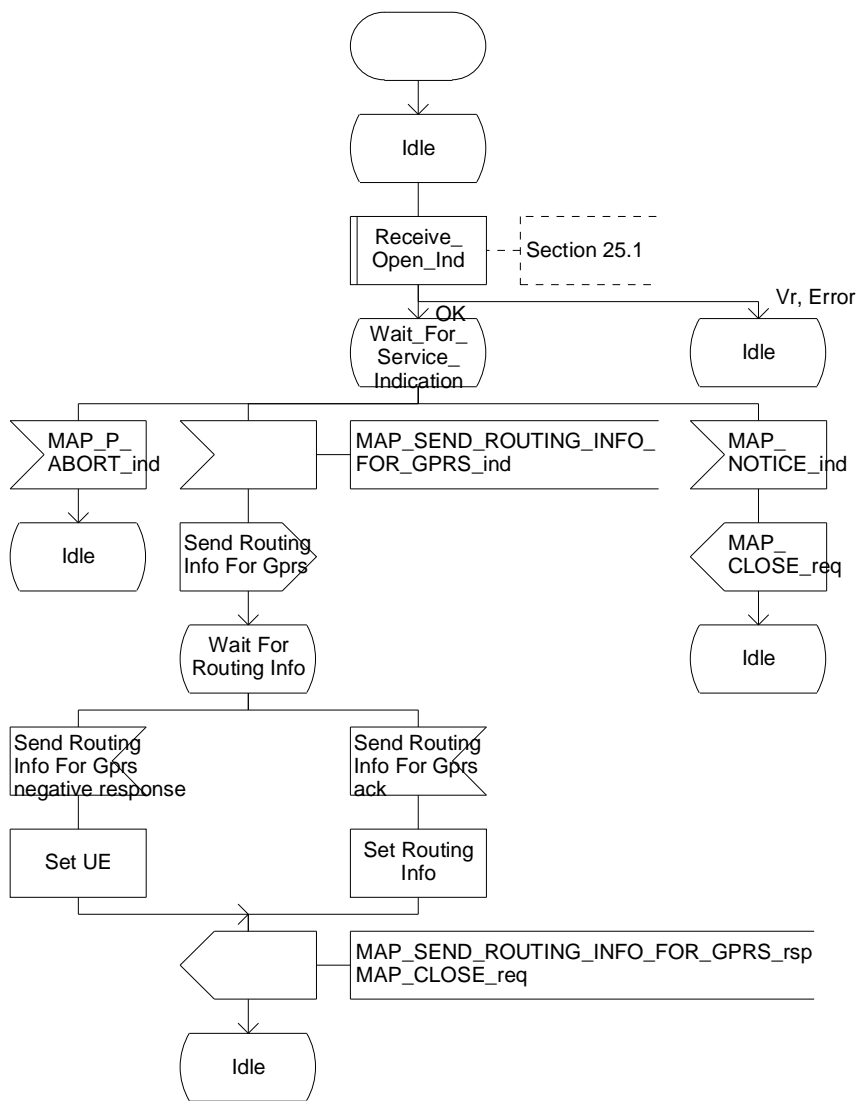 Idle
Receive_
Open_Ind
Section 25.1
Vr, Error
OK
Wait_For_
Service_
Indication
Idle
MAP_P_
ABORT_ind
MAP_SEND_ROUTING_INFO_
FOR_GPRS_ind
MAP_
NOTICE_ind
Idle
Send Routing
Info For Gprs
MAP_
CLOSE_req
Wait For
Routing Info
Idle
Send Routing
Info For Gprs
negative response
Send Routing
Info For Gprs
ack
Set UE
Set Routing
Info
MAP_SEND_ROUTING_INFO_FOR_GPRS_rsp
MAP_CLOSE_req
Idle